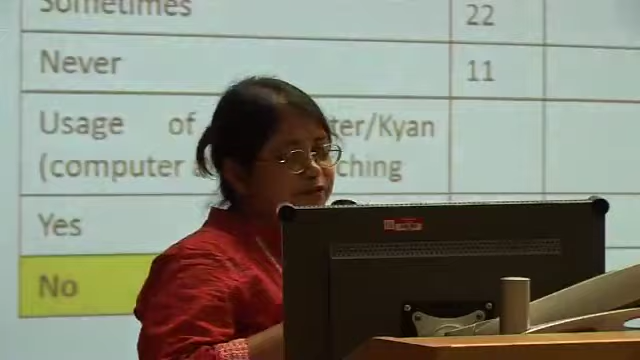 Sometimes 22
Never 11
Usage of ter/Kyan
(computer ching
Yes
No